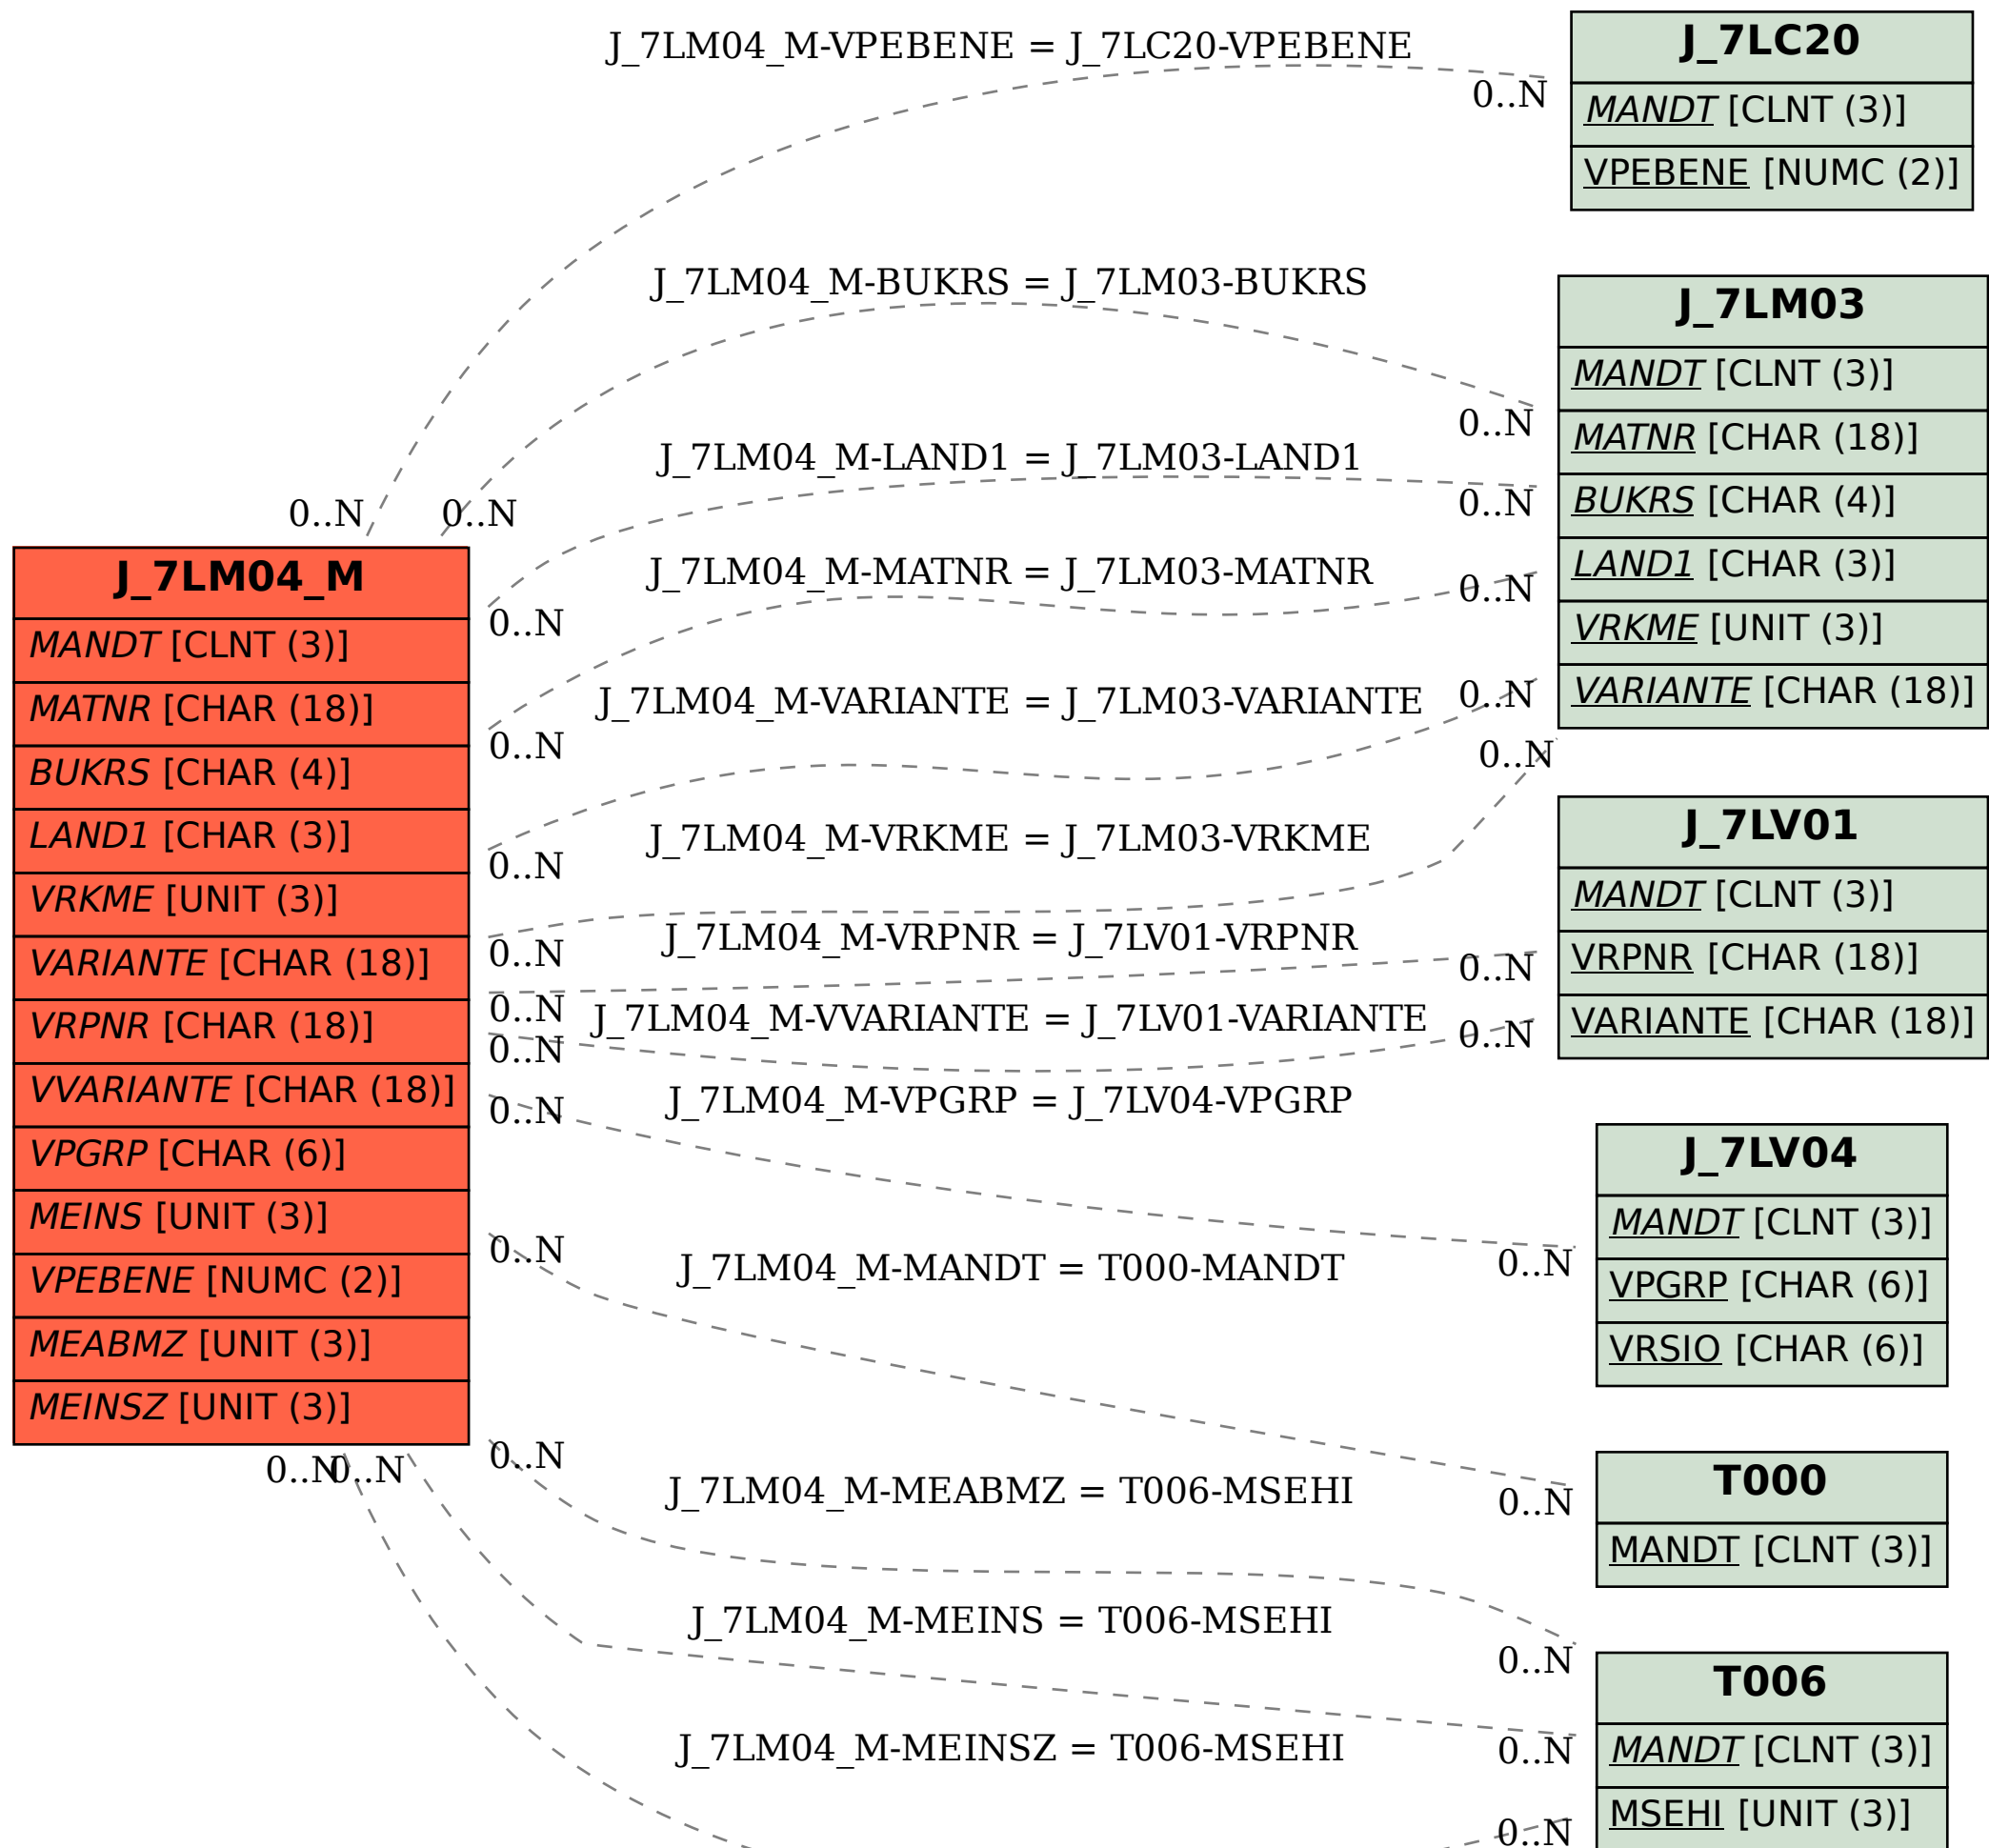 J_7LM04_M-VPEBENE = J_7LC20-VPEBENE
0..N
0..N
J_7LC20
MANDT [CLNT (3)]
VPEBENE [NUMC (2)]
J_7LM04_M-BUKRS = J_7LM03-BUKRS
0..N
0..N
J_7LM04_M-LAND1 = J_7LM03-LAND1
0..N
0..N
J_7LM04_M-MATNR = J_7LM03-MATNR
0..N
0..N
J_7LM04_M-VARIANTE = J_7LM03-VARIANTE
0..N
0..N
J_7LM04_M-VRKME = J_7LM03-VRKME
0..N
0..N
J_7LM03
MANDT [CLNT (3)]
MATNR [CHAR (18)]
BUKRS [CHAR (4)]
LAND1 [CHAR (3)]
VRKME [UNIT (3)]
VARIANTE [CHAR (18)]
J_7LM04_M
MANDT [CLNT (3)]
MATNR [CHAR (18)]
BUKRS [CHAR (4)]
LAND1 [CHAR (3)]
VRKME [UNIT (3)]
VARIANTE [CHAR (18)]
VRPNR [CHAR (18)]
VVARIANTE [CHAR (18)]
VPGRP [CHAR (6)]
MEINS [UNIT (3)]
VPEBENE [NUMC (2)]
MEABMZ [UNIT (3)]
MEINSZ [UNIT (3)]
J_7LM04_M-VRPNR = J_7LV01-VRPNR
0..N
0..N
J_7LM04_M-VVARIANTE = J_7LV01-VARIANTE
0..N
0..N
J_7LV01
MANDT [CLNT (3)]
VRPNR [CHAR (18)]
VARIANTE [CHAR (18)]
J_7LM04_M-VPGRP = J_7LV04-VPGRP
0..N
0..N
J_7LV04
MANDT [CLNT (3)]
VPGRP [CHAR (6)]
VRSIO [CHAR (6)]
J_7LM04_M-MANDT = T000-MANDT
0..N
0..N
T000
MANDT [CLNT (3)]
J_7LM04_M-MEABMZ = T006-MSEHI
0..N
0..N
J_7LM04_M-MEINS = T006-MSEHI
0..N
0..N
J_7LM04_M-MEINSZ = T006-MSEHI
0..N
0..N
T006
MANDT [CLNT (3)]
MSEHI [UNIT (3)]